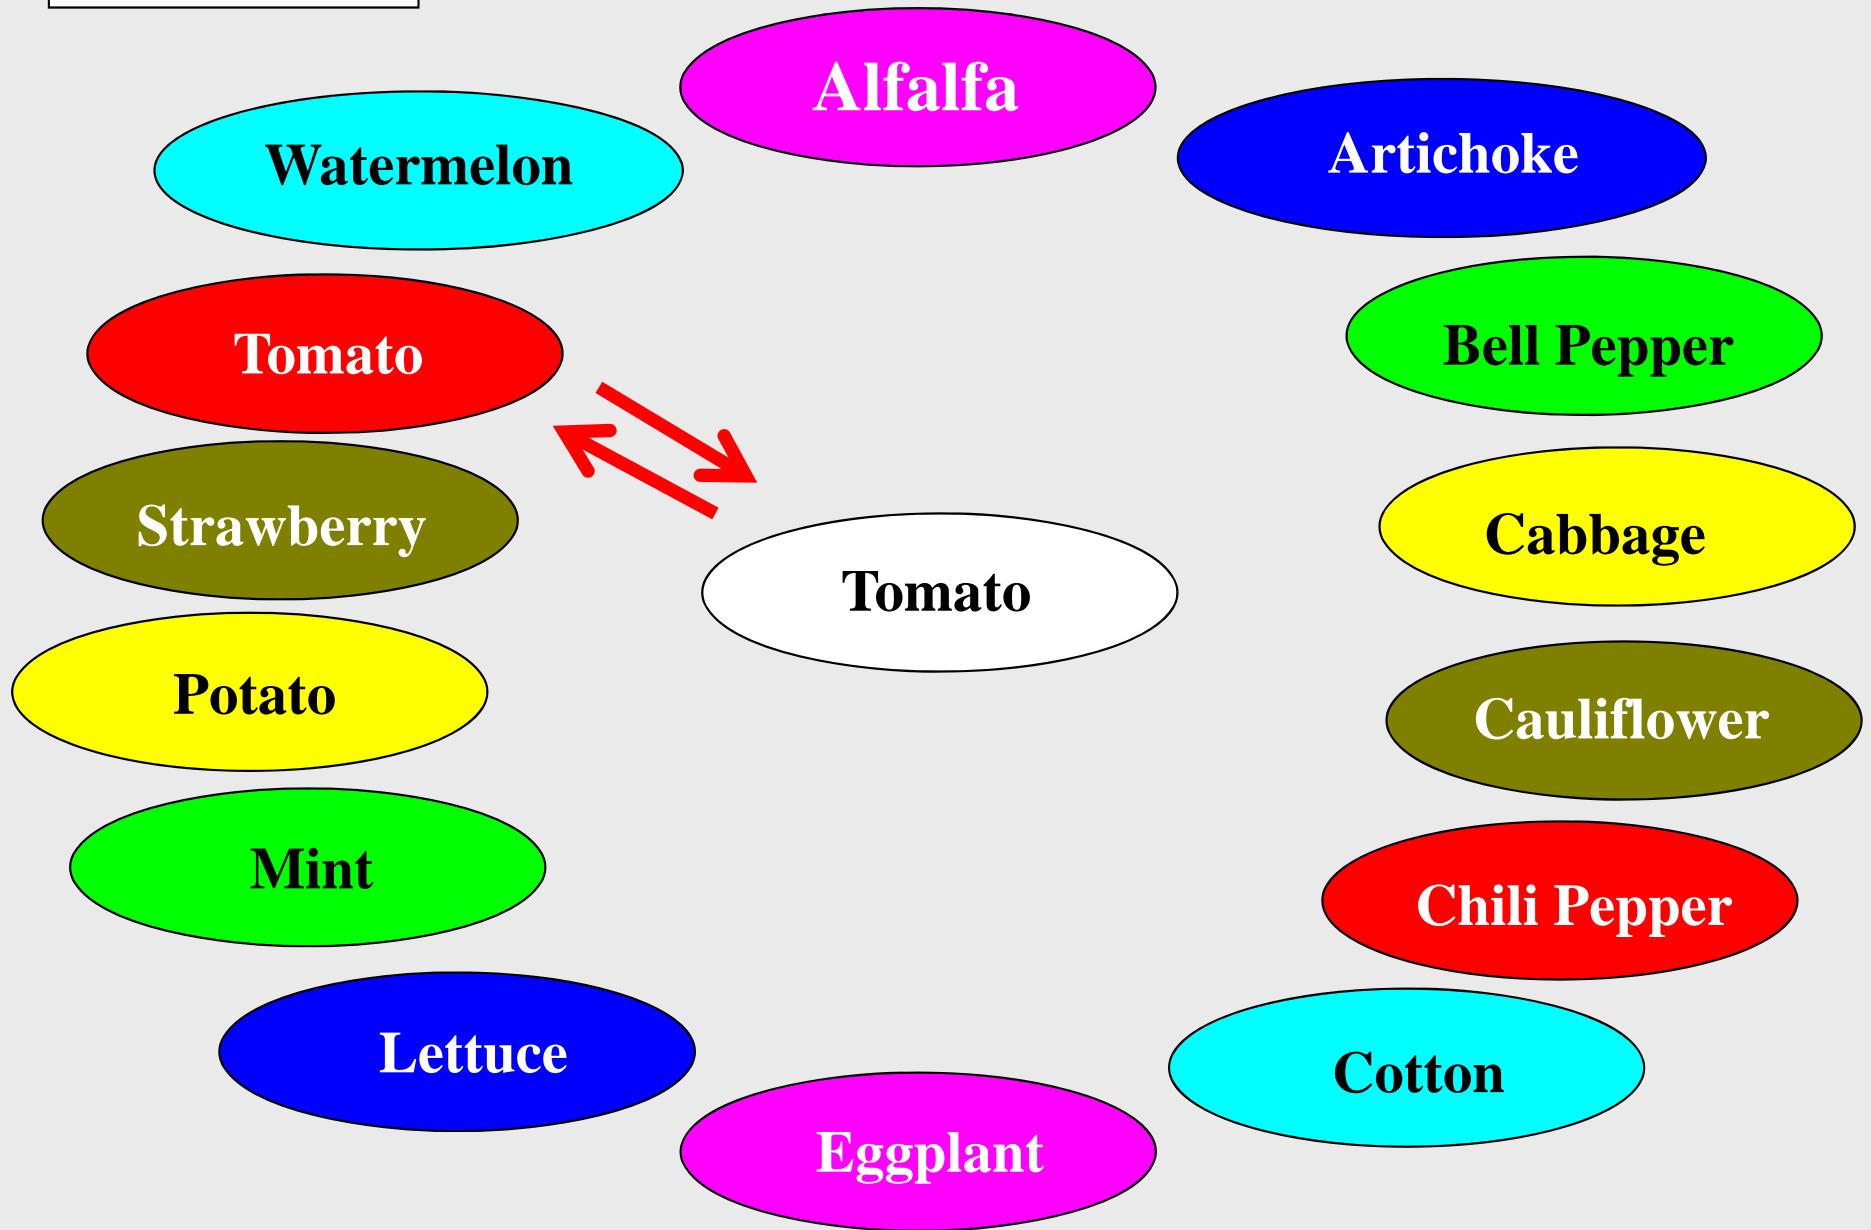 Alfalfa
Watermelon
Artichoke
Tomato
Bell Pepper
Strawberry
Cabbage
Tomato
Potato
Cauliflower
Mint
Chili Pepper
Lettuce
Cotton
Eggplant